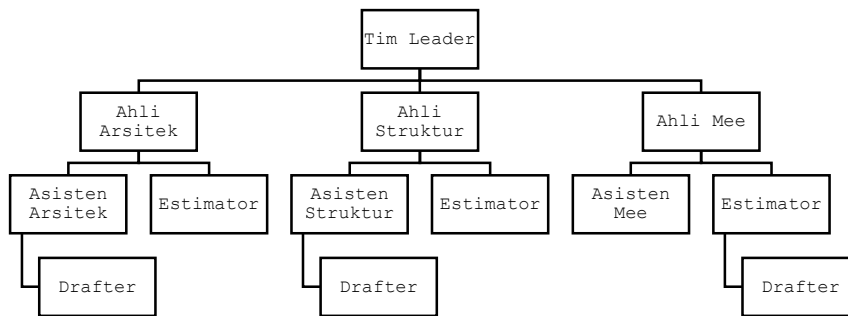 Tim Leader
Ahli
Arsitek
Ahli
Struktur
Ahli Mee
Asisten
Arsitek
Estimator
Asisten
Struktur
Estimator
Asisten
Mee
Estimator
Drafter
Drafter
Drafter